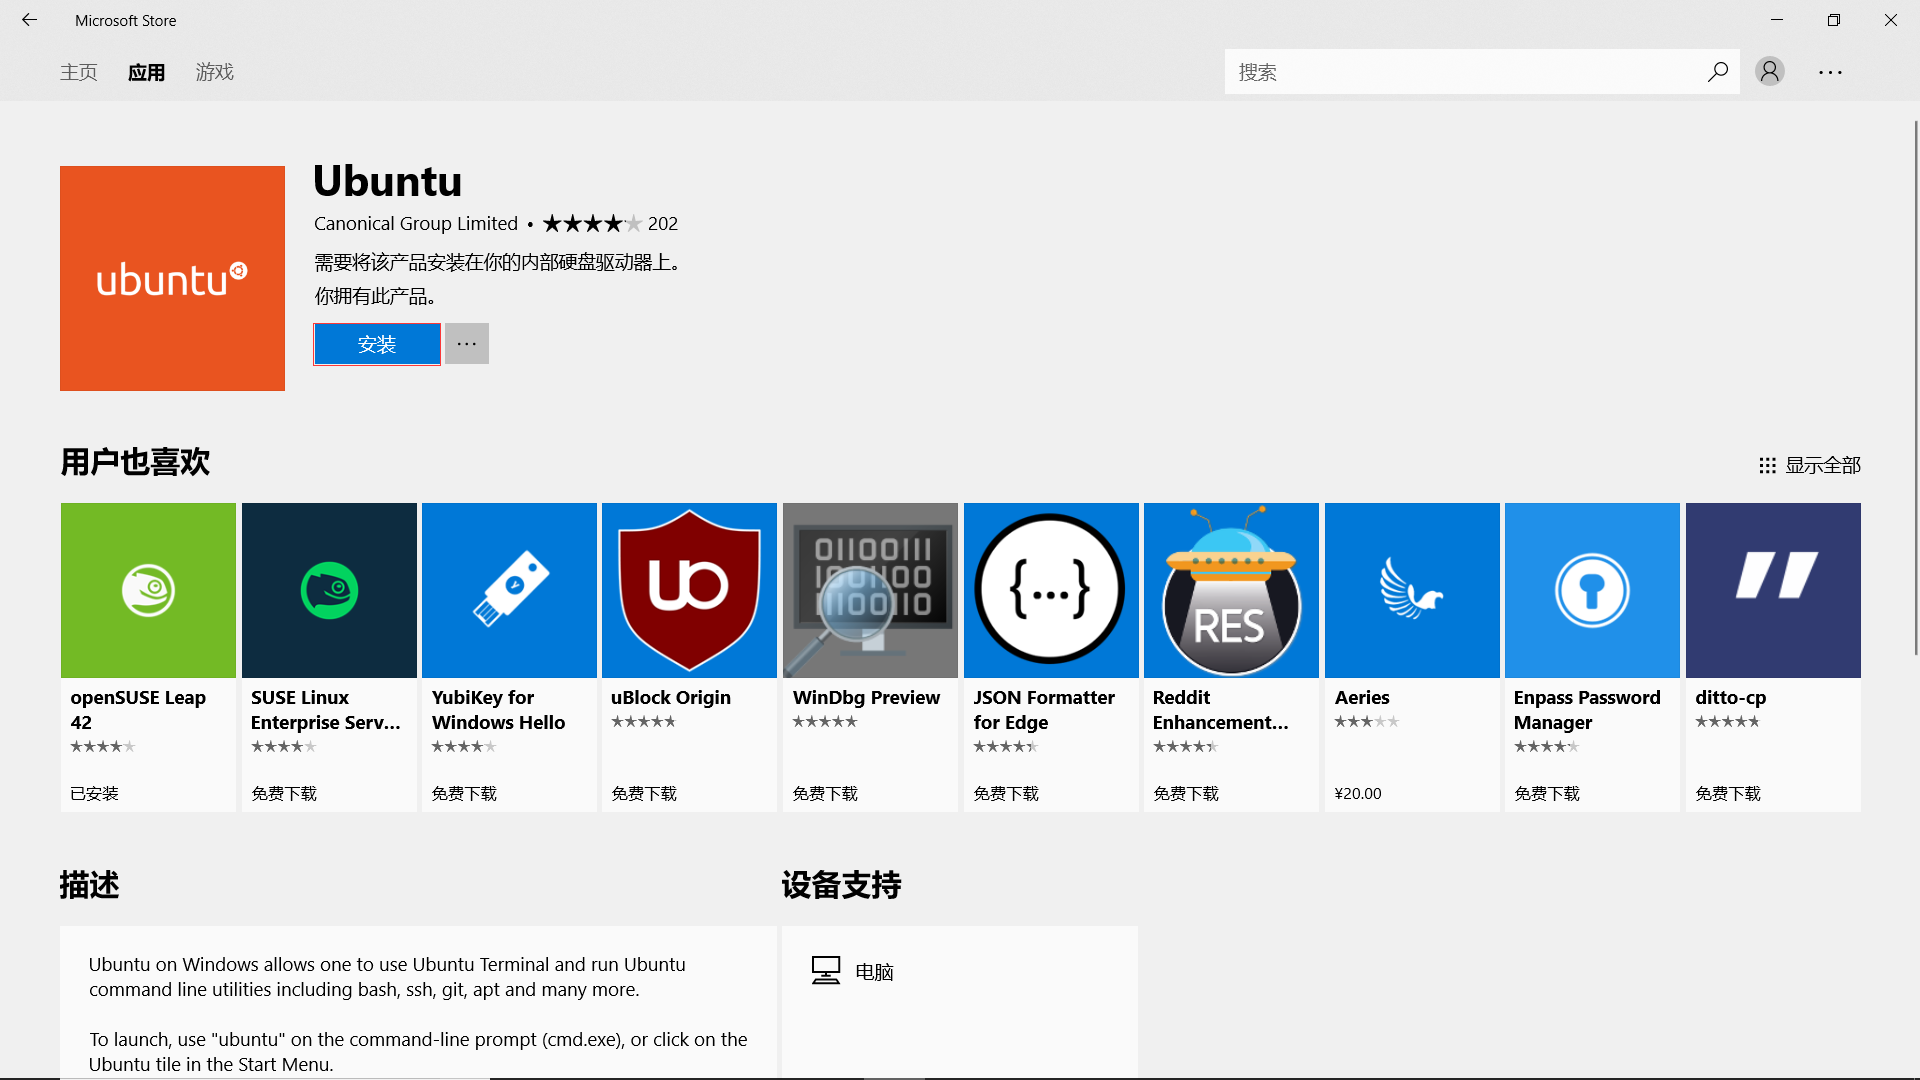 Microsoft Store
主页 应用 游戏
搜索
Ubuntu
Canonical Group Limited • 202
需要将该产品安装在你的内部硬盘驱动器上。
你拥有此产品。
安装 ...
ubuntu
用户也喜欢
显示全部
UO
01100111
100100
1100110
{...}
RES
openSUSE Leap
42
已安装
SUSE Linux
Enterprise Serv...
免费下载
YubiKey for
Windows Hello
免费下载
uBlock Origin
免费下载
WinDbg Preview
免费下载
JSON Formatter
for Edge
免费下载
Reddit
Enhancement...
免费下载
Aeries
¥20.00
Enpass Password
Manager
免费下载
ditto-cp
免费下载
描述
Ubuntu on Windows allows one to use Ubuntu Terminal and run Ubuntu
command line utilities including bash, ssh, git, apt and many more.
To launch, use "ubuntu" on the command-line prompt (cmd.exe), or click on the
Ubuntu tile in the Start Menu.
设备支持
电脑